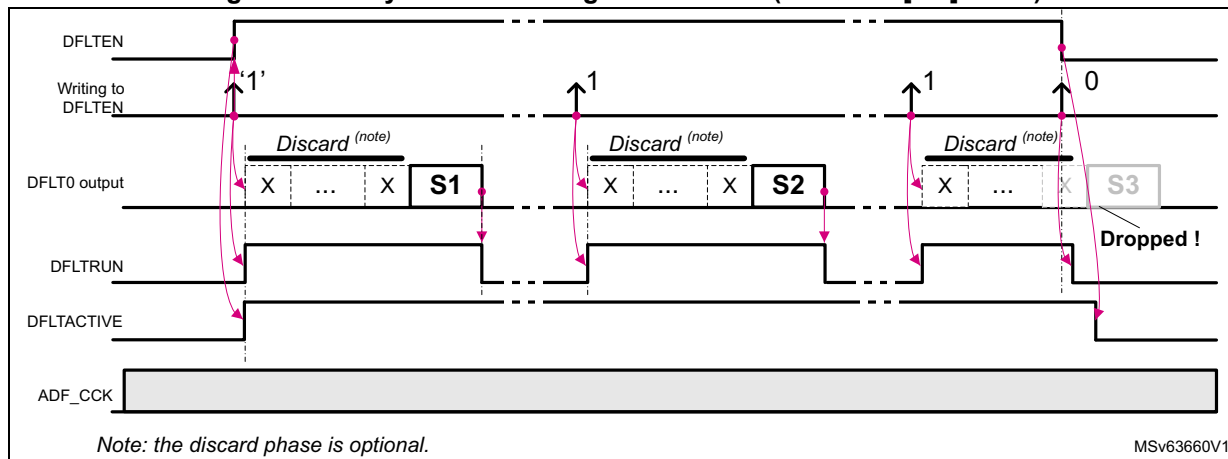 DFLTEN
‘1’ 1 1 0
Writing to
DFLTEN
Discard (note) Discard (note) Discard (note)
DFLT0 output X ... X S1 X ... X S2 X ... X S3
Dropped !
DFLTRUN
DFLTACTIVE
ADF_CCK
Note: the discard phase is optional.
MSv63660V1